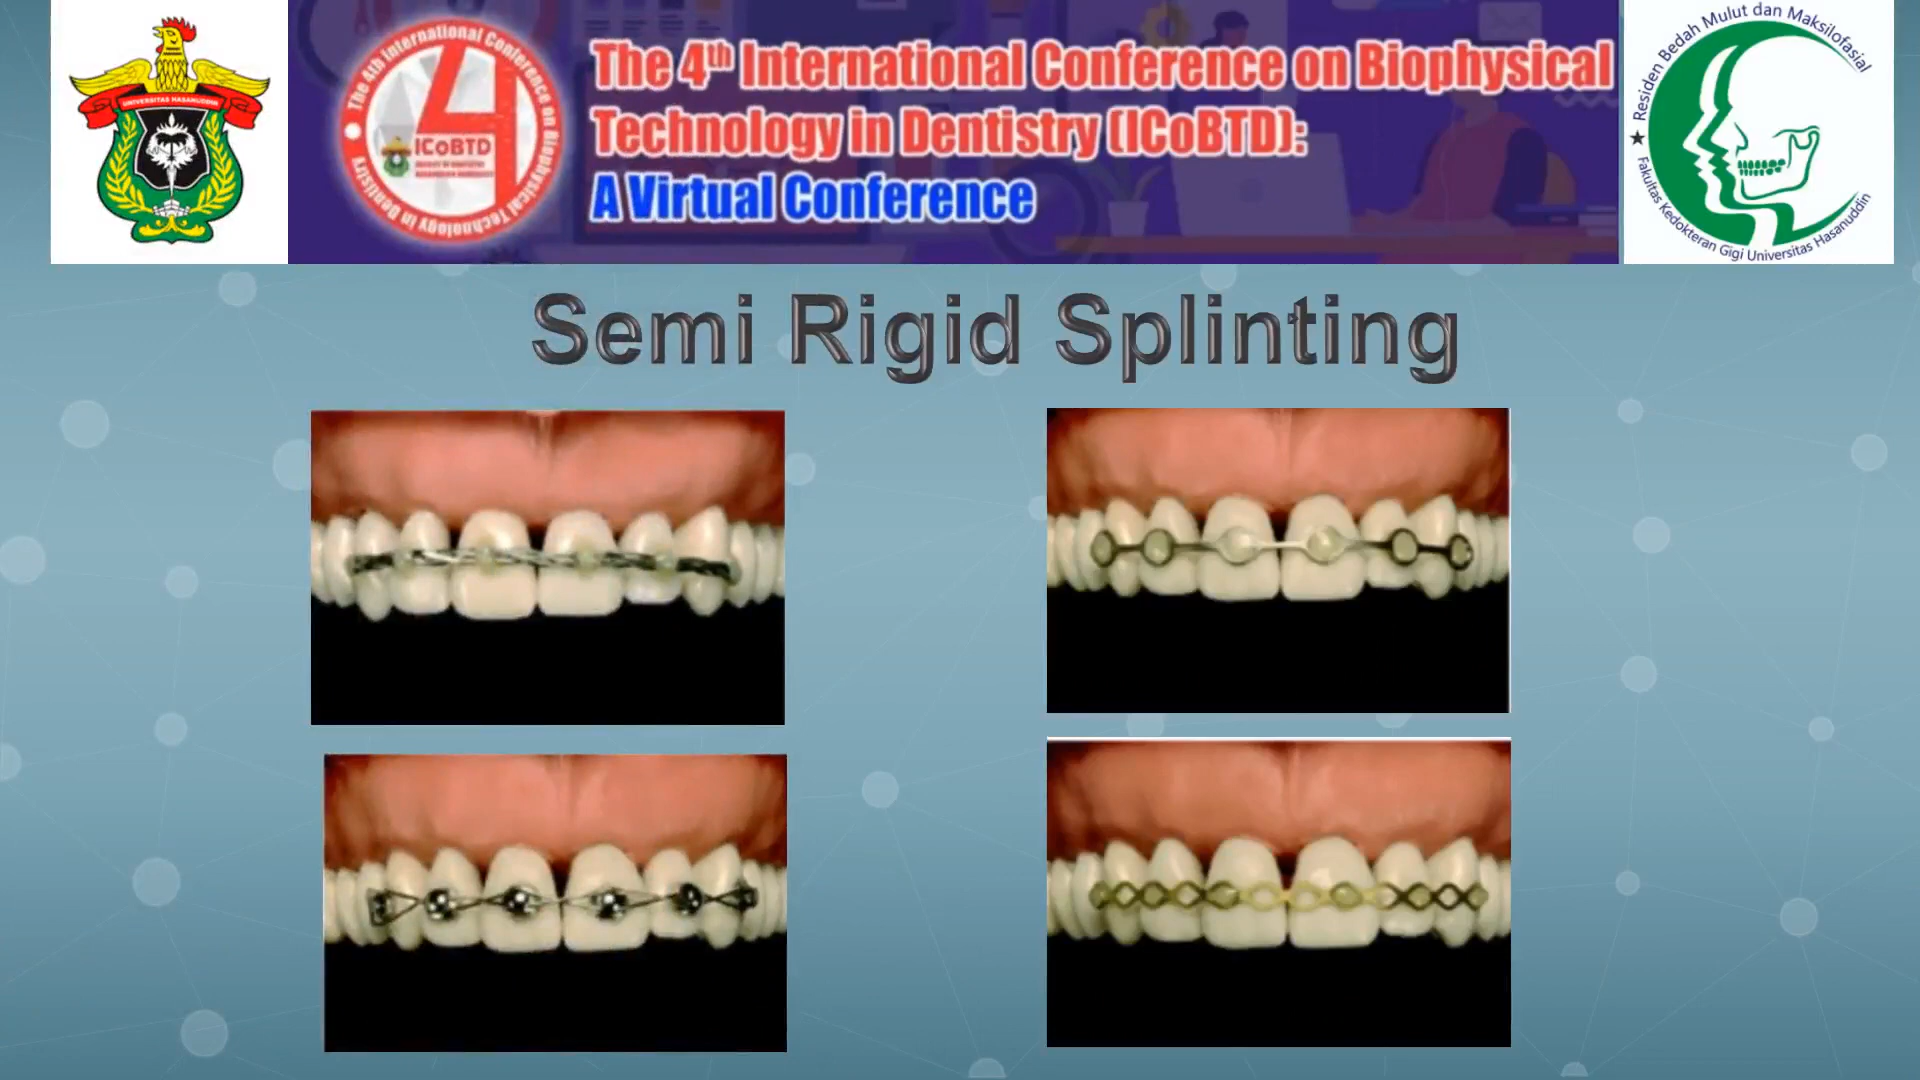 UNIVERSITAS HASANUDDIN
The 4th International Conference on Biophysical Technology in Dentistry
4
ICoBTD
The 4th International Conference on Biophysical
Technology in Dentistry (ICoBTD):
A Virtual Conference
Residen Bedah Mulut dan Maksilofasial
★ Fakultas Kedokteran Gigi Universitas Hasanuddin
Semi Rigid Splinting